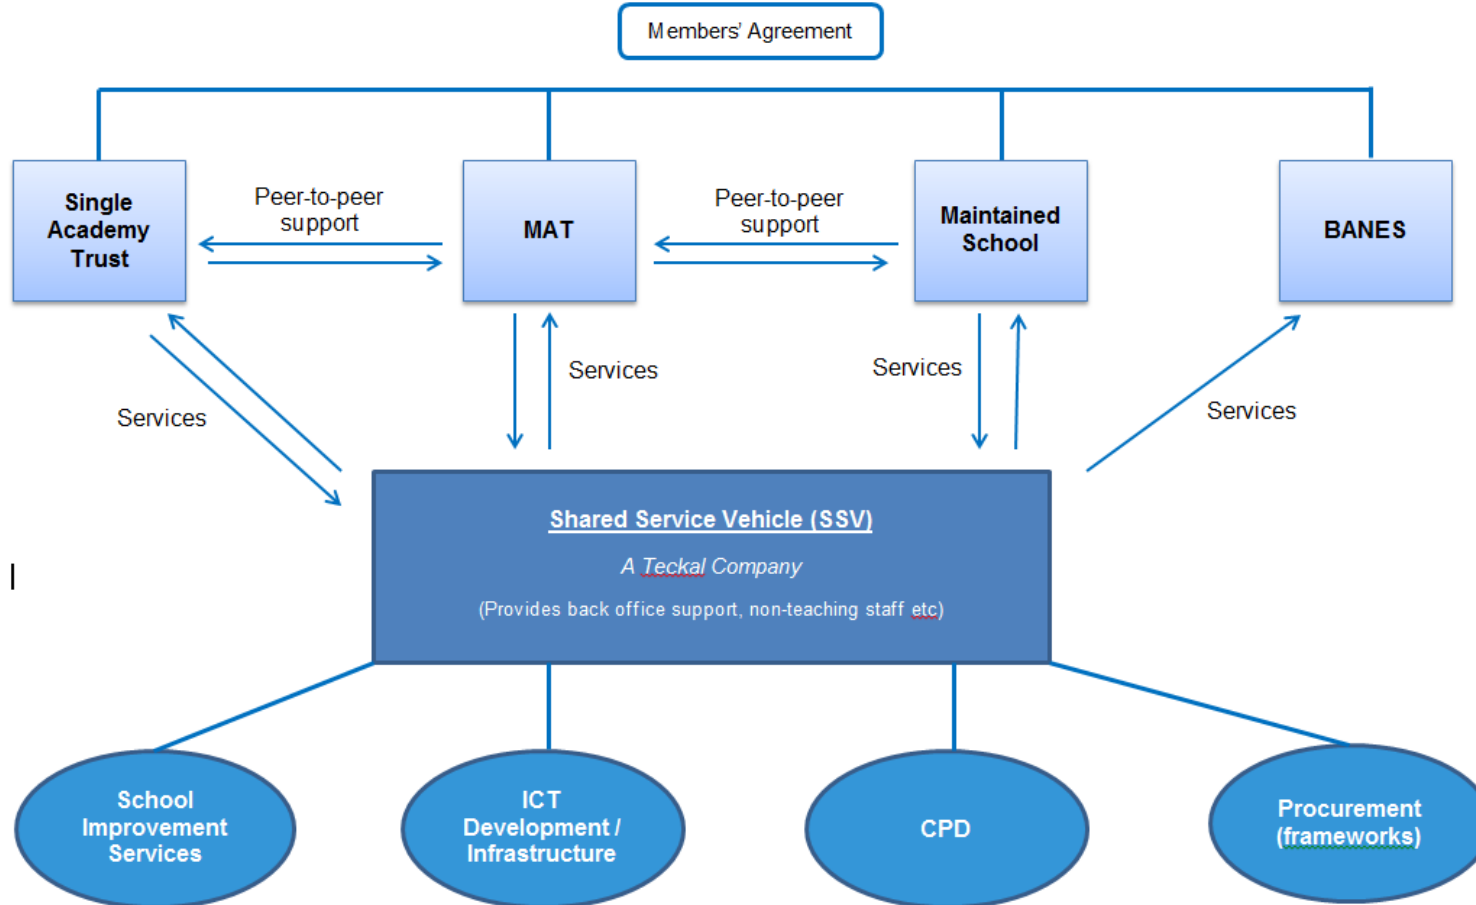 Members' Agreement
Single
Academy
Trust
Peer-to-peer
support
MAT
Peer-to-peer
support
Maintained
School
BANES
Services
Services
Services
Services
Shared Service Vehicle (SSV)
A Teckal Company
(Provides back office support, non-teaching staff etc)
School
Improvement
Services
ICT
Development /
Infrastructure
CPD
Procurement
(frameworks)